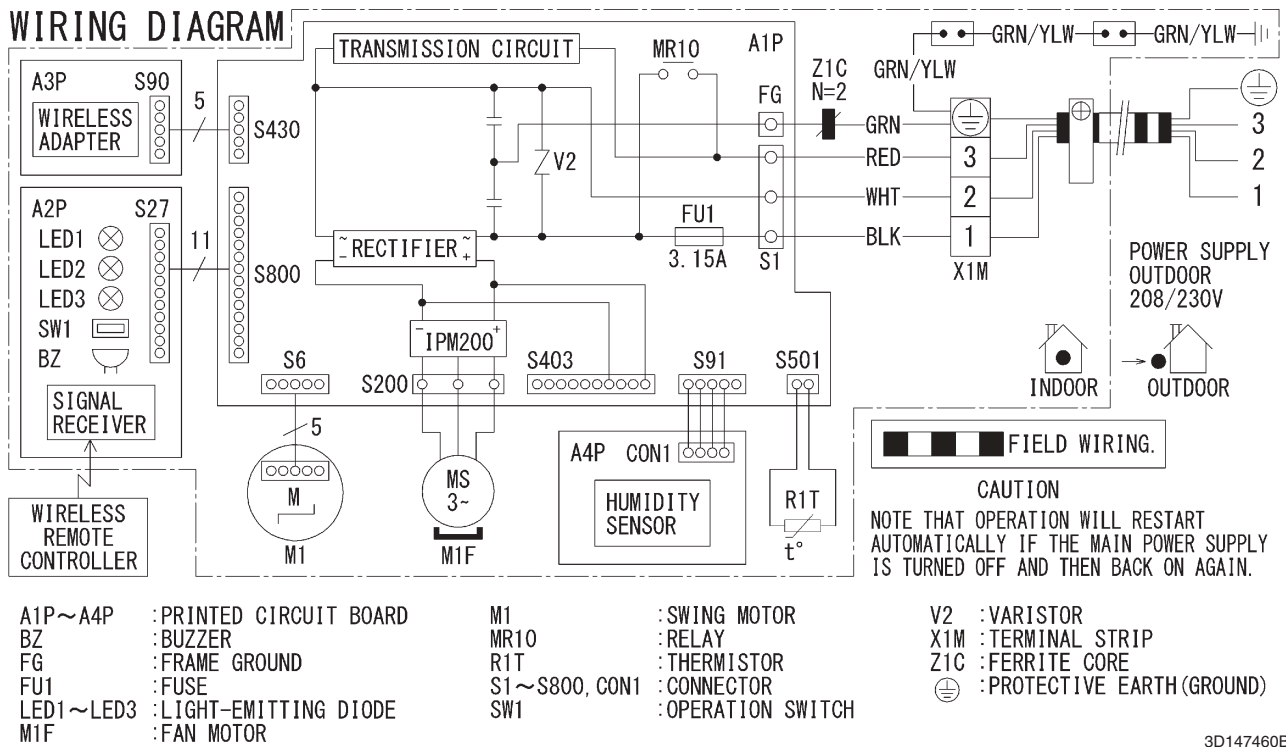 WIRING DIAGRAM
TRANSMISSION CIRCUIT
MR10
A1P
GRN/YLW
GRN/YLW
GRN/YLW
A3P
S90
WIRELESS
ADAPTER
5
S430
Z1C
N=2
FG
GRN
RED
WHT
BLK
3
2
1
X1M
3
2
1
V2
FU1
3.15A
S1
A2P
S27
LED1
LED2
LED3
SW1
BZ
11
S800
SIGNAL
RECEIVER
~ RECTIFIER ~
- +
- IPM200 +
S6
S200
S403
S91
S501
POWER SUPPLY
OUTDOOR
208/230V
INDOOR
OUTDOOR
5
M
M1
MS
3~
M1F
A4P
CON1
HUMIDITY
SENSOR
R1T
t°
WIRELESS
REMOTE
CONTROLLER
FIELD WIRING.
CAUTION
NOTE THAT OPERATION WILL RESTART
AUTOMATICALLY IF THE MAIN POWER SUPPLY
IS TURNED OFF AND THEN BACK ON AGAIN.
A1P~A4P :PRINTED CIRCUIT BOARD
BZ :BUZZER
FG :FRAME GROUND
FU1 :FUSE
LED1~LED3 :LIGHT-EMITTING DIODE
M1F :FAN MOTOR
M1 :SWING MOTOR
MR10 :RELAY
R1T :THERMISTOR
S1~S800, CON1 :CONNECTOR
SW1 :OPERATION SWITCH
V2 :VARISTOR
X1M :TERMINAL STRIP
Z1C :FERRITE CORE
:PROTECTIVE EARTH(GROUND)